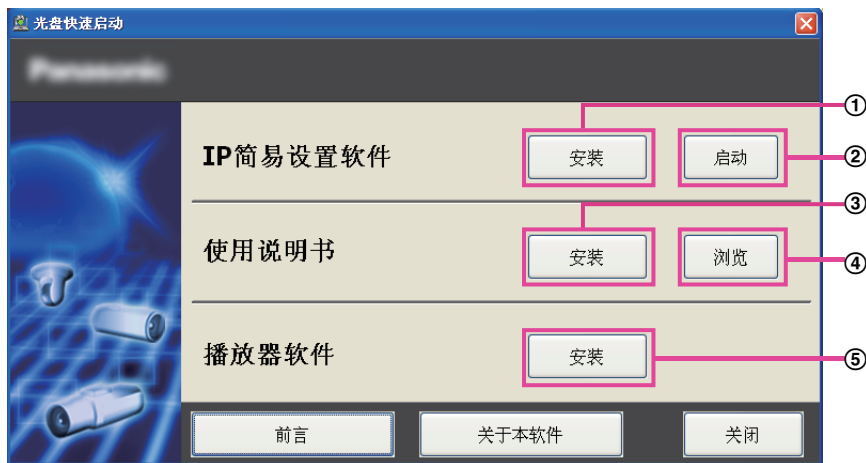 光盘快速启动
Panasonic
①
IP简易设置软件 安装 启动 ②
③
使用说明书 安装 浏览 ④
播放器软件 安装 ⑤
前言 关于本软件 关闭